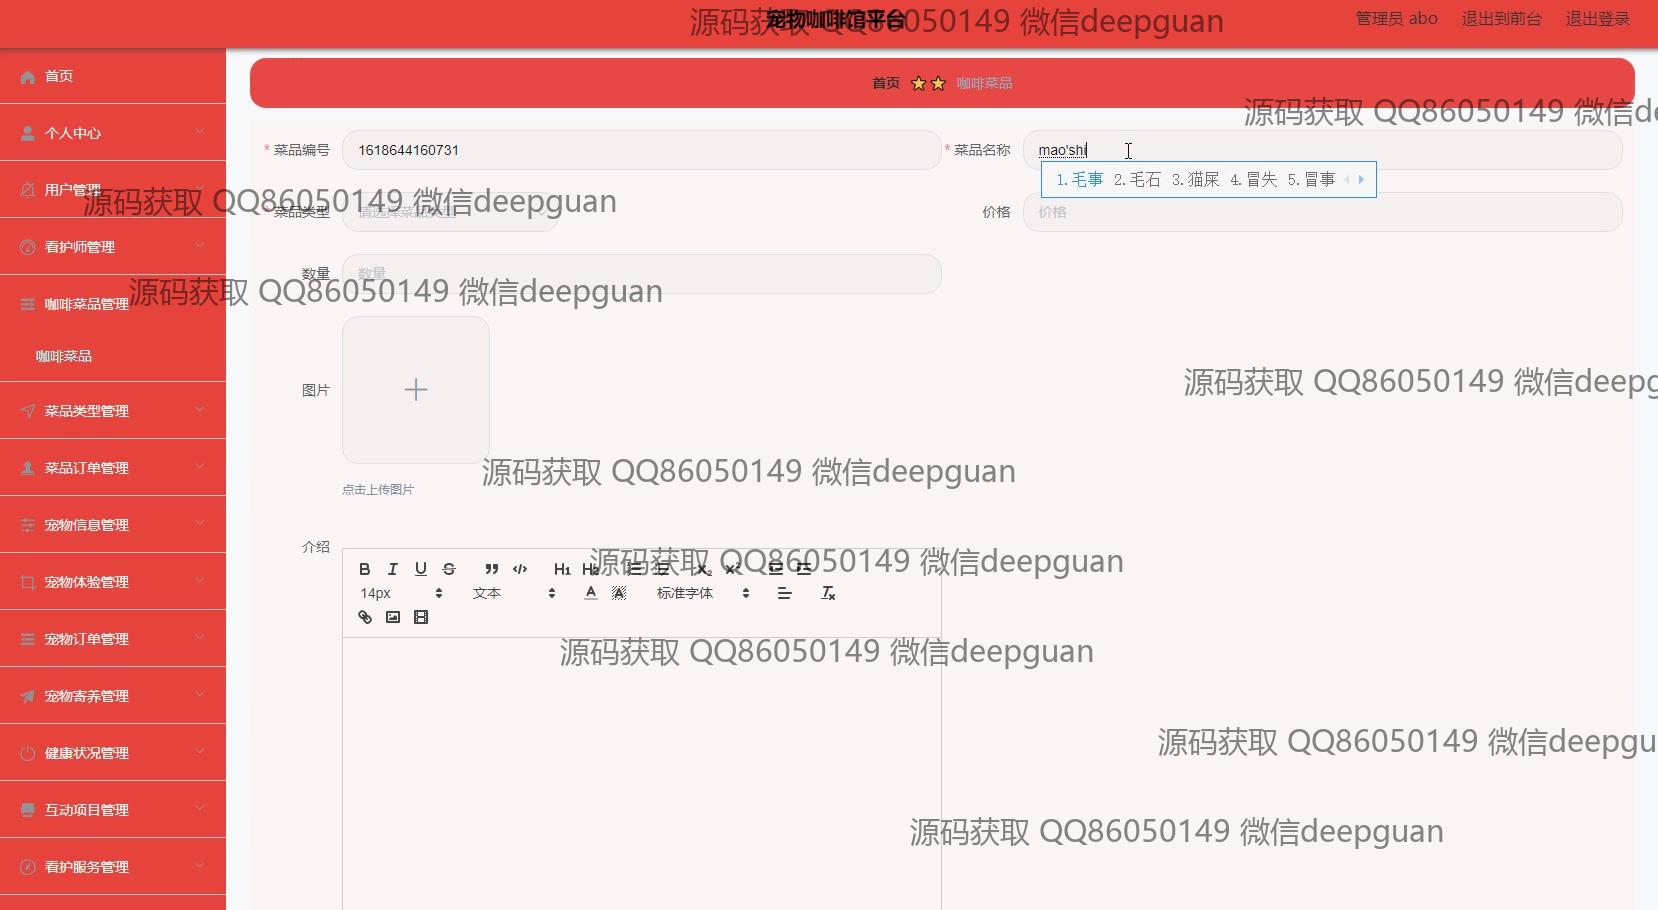 宠物咖啡馆平台
源码获取 QQ86050149 微信deepguan
管理员 abo 退出到前台 退出登录
首页
个人中心
用户管理
看护师管理
咖啡菜品管理
咖啡菜品
菜品类型管理
菜品订单管理
宠物信息管理
宠物体验管理
宠物订单管理
宠物寄养管理
健康状况管理
互动项目管理
看护服务管理
首页 咖啡菜品
源码获取 QQ86050149 微信de
* 菜品编号 1618644160731 * 菜品名称 mao'shi
1.毛事 2.毛石 3.猫屎 4.冒失 5.冒事
源码获取 QQ86050149 微信deepguan
菜品类型 请选择菜品类型 价格 价格
数量 数量
源码获取 QQ86050149 微信deepguan
图片
源码获取 QQ86050149 微信deepg
源码获取 QQ86050149 微信deepguan
点击上传图片
介绍
源码获取 QQ86050149 微信deepguan
B I U S H1 H2 X₂ X²
14px 文本 A A 标准字体 Tx
源码获取 QQ86050149 微信deepguan
源码获取 QQ86050149 微信deepgu
源码获取 QQ86050149 微信deepguan